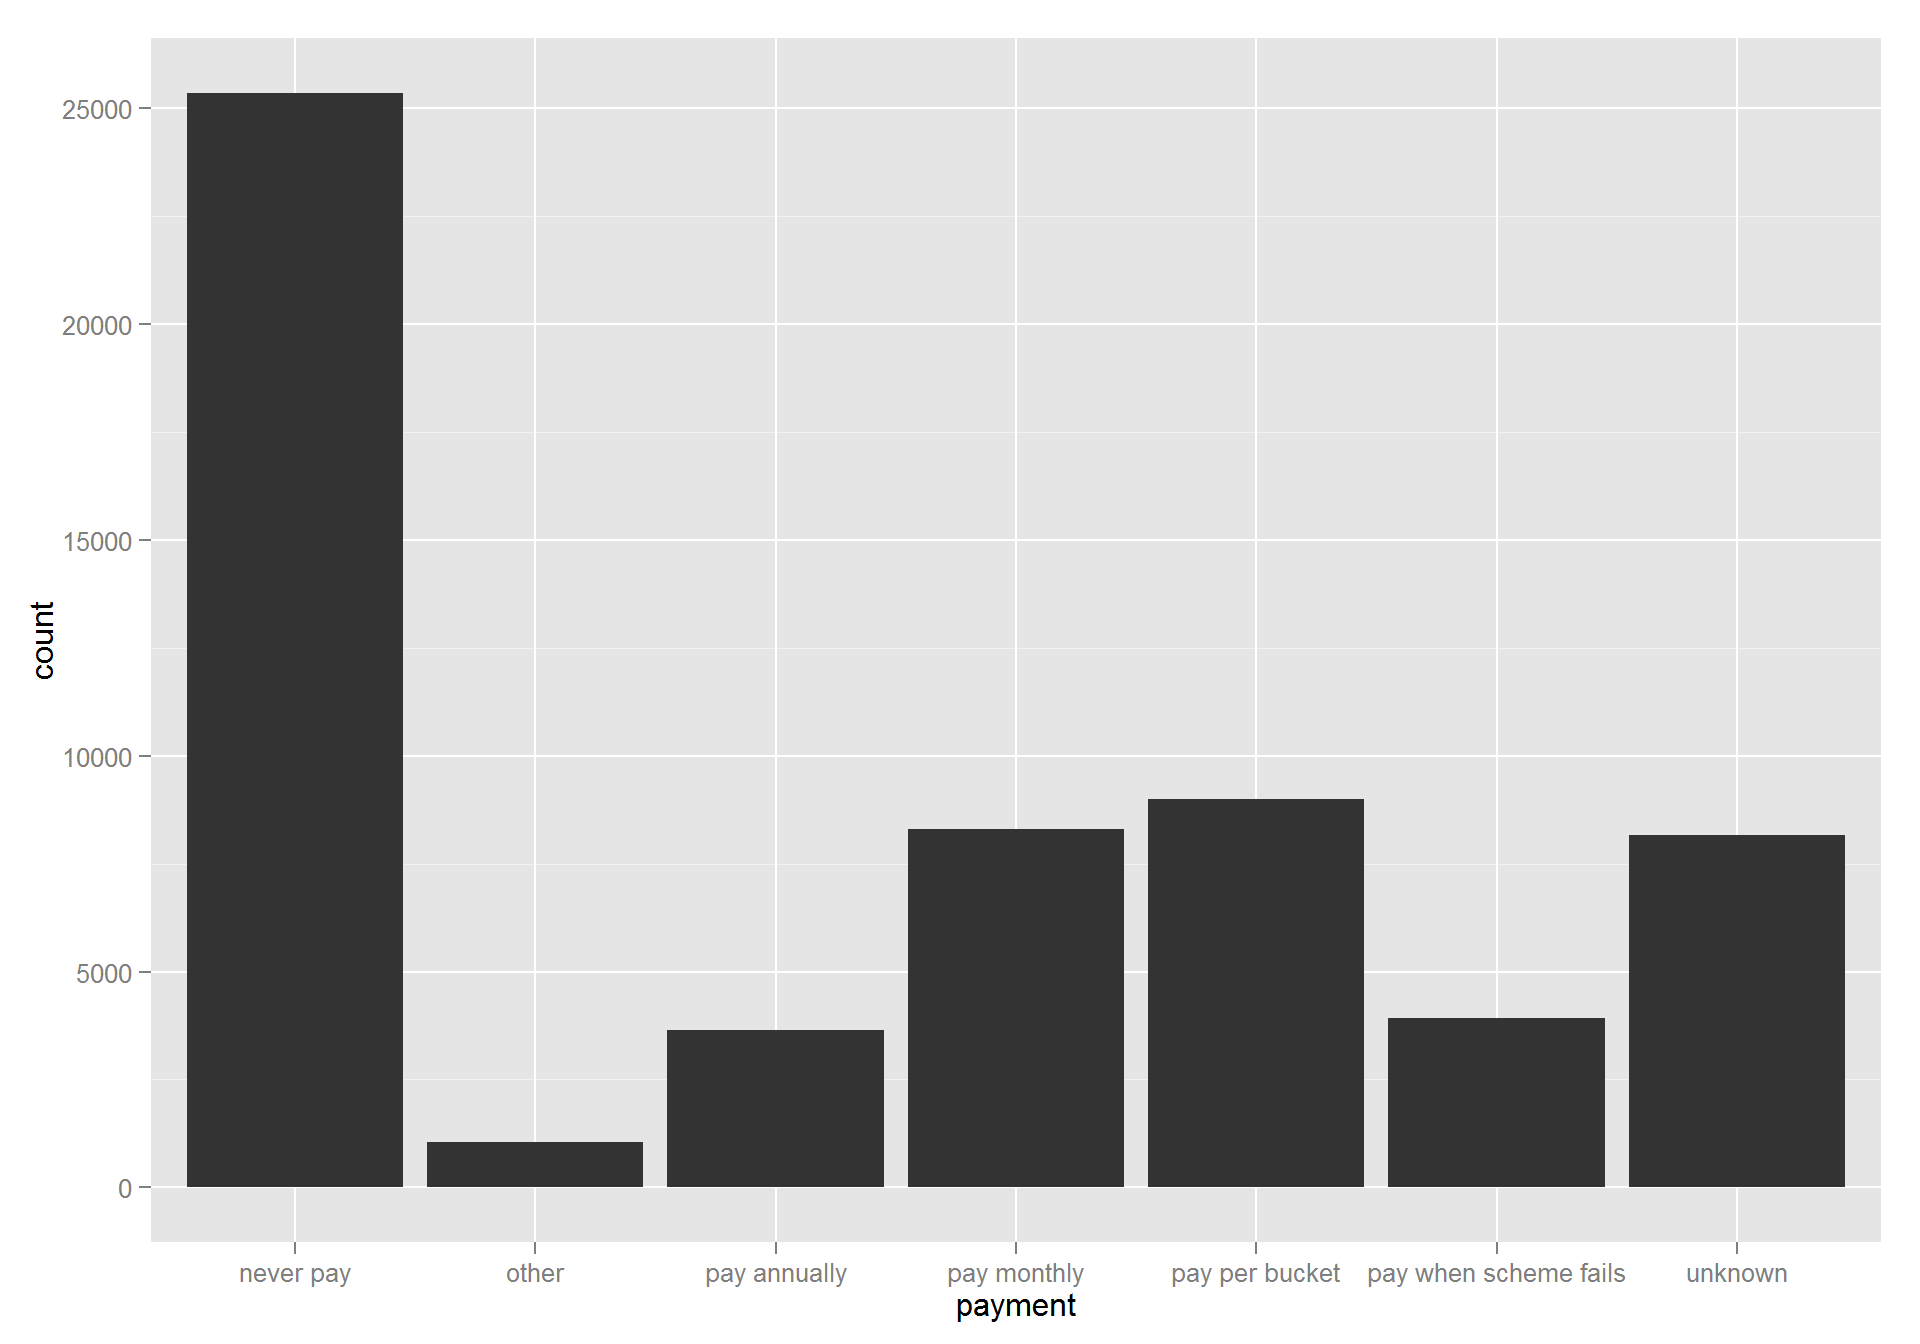 25000
20000
15000
10000
5000
0
count
never pay other pay annually pay monthly pay per bucket pay when scheme fails unknown
payment